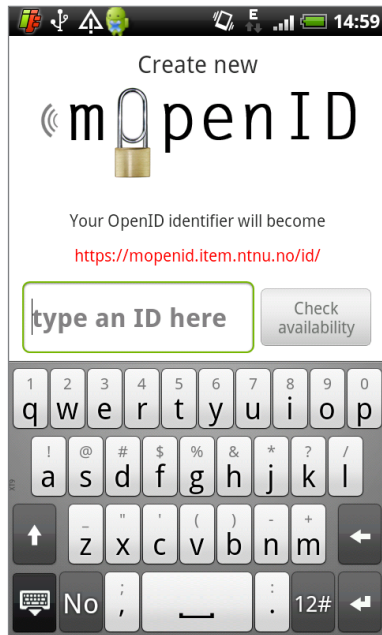 E
14:59
Create new
mOpenID
Your OpenID identifier will become
https://mopenid.item.ntnu.no/id/
type an ID here
Check
availability
1 2 3 4 5 6 7 8 9 0
q w e r t y u i o p
! @ # $ % & * ? /
a s d f g h j k l
_ " ' ( ) - +
z x c v b n m
No ; , : . 12#